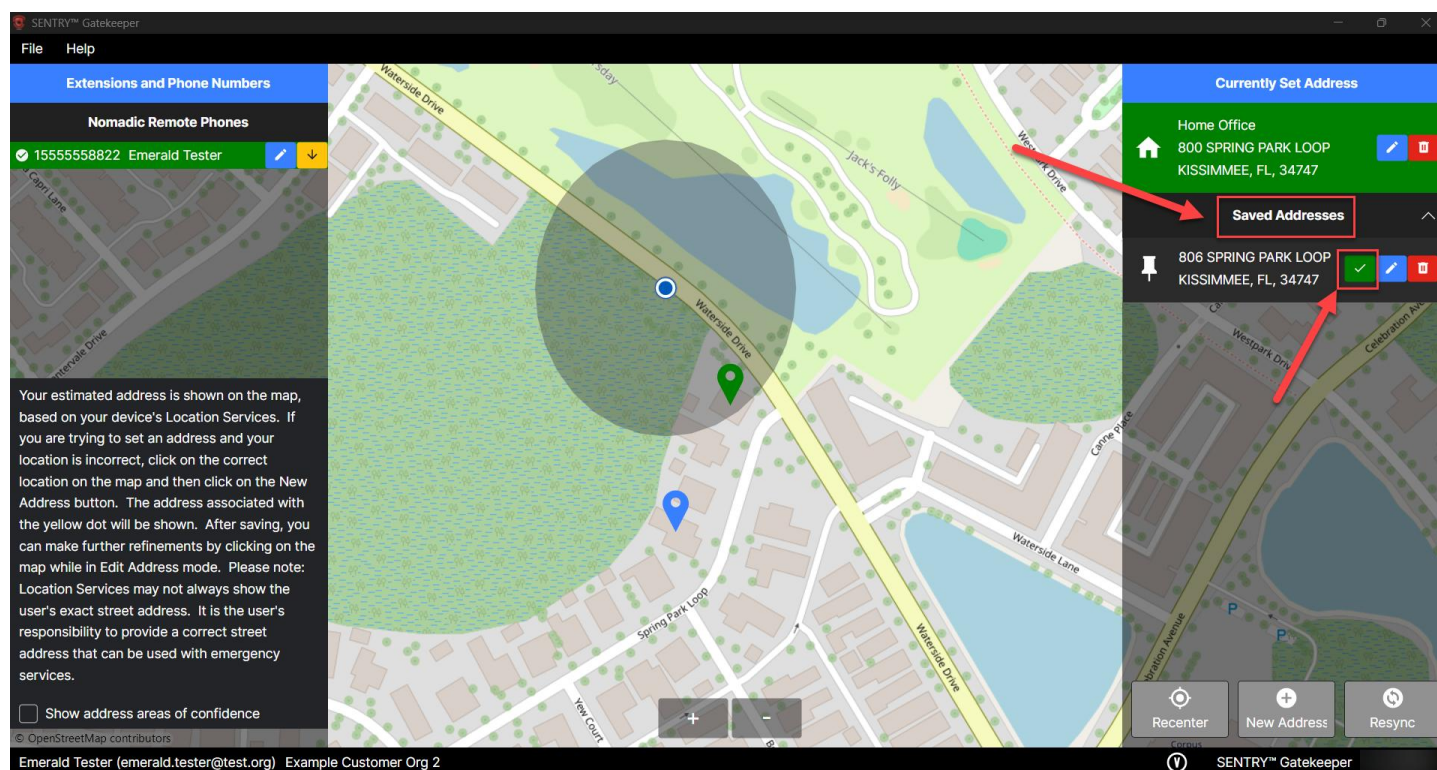 SENTRY™ Gatekeeper
File Help
Extensions and Phone Numbers
Nomadic Remote Phones
15555558822 Emerald Tester
Your estimated address is shown on the map,
based on your device's Location Services. If
you are trying to set an address and your
location is incorrect, click on the correct
location on the map and then click on the New
Address button. The address associated with
the yellow dot will be shown. After saving, you
can make further refinements by clicking on the
map while in Edit Address mode. Please note:
Location Services may not always show the
user's exact street address. It is the user's
responsibility to provide a correct street
address that can be used with emergency
services.
Show address areas of confidence
© OpenStreetMap contributors
Capri Lane
Waterside Drive
Jack's Folly
Westpark Drive
Waterside Drive
Canne Place
Waterside Lane
Spring Park Loop
Waterside Drive
Yew Court
+ -
Currently Set Address
Home Office
800 SPRING PARK LOOP
KISSIMMEE, FL, 34747
Saved Addresses
806 SPRING PARK LOOP
KISSIMMEE, FL, 34747
Westpark Drive
Celebration Ave
P
P
Recenter
New Address
Resync
Corpus
Emerald Tester (emerald.tester@test.org) Example Customer Org 2
V SENTRY™ Gatekeeper